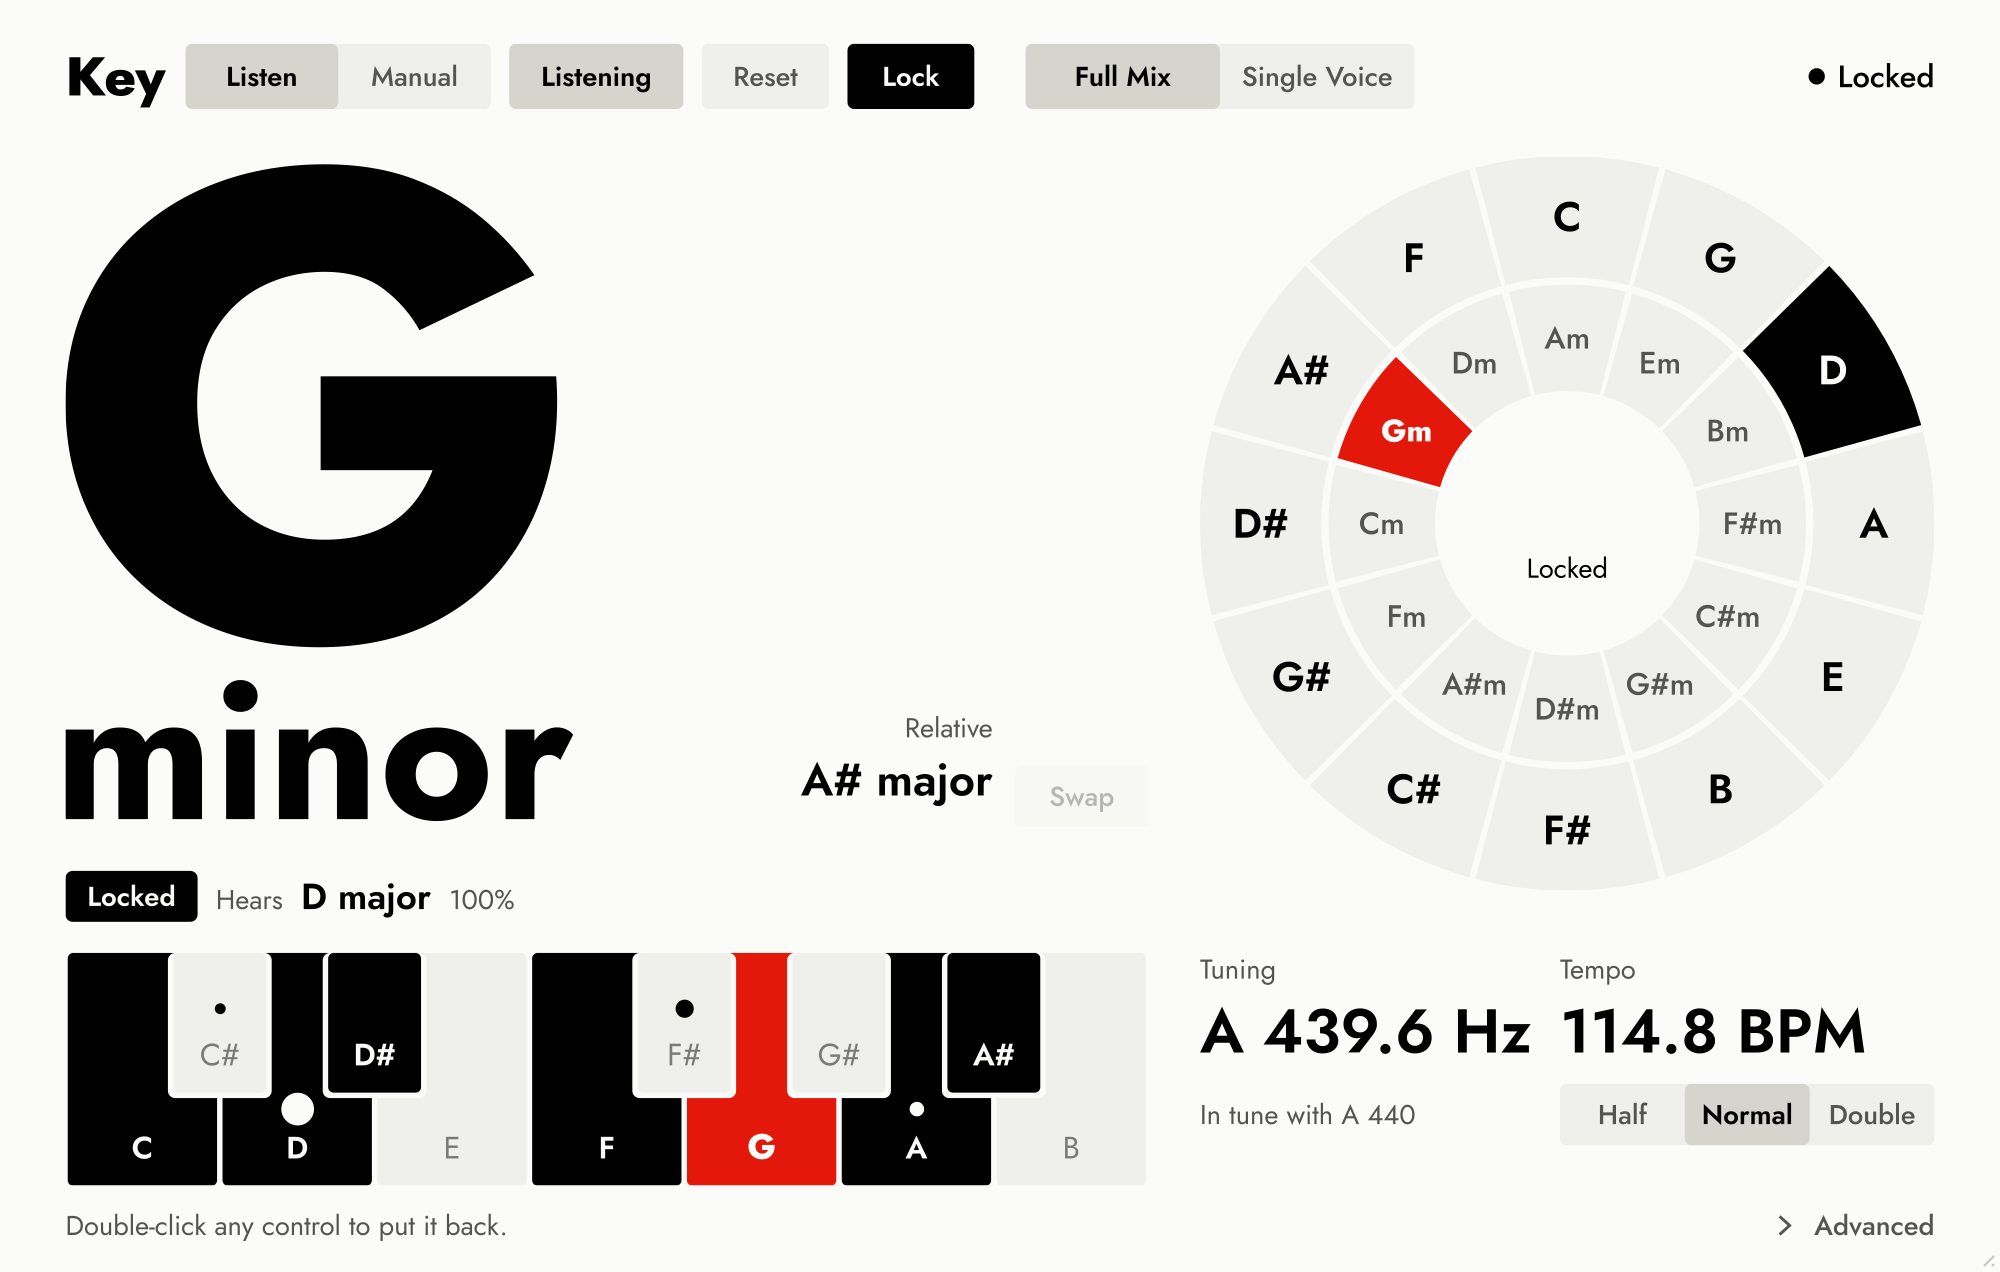 Key Listen Manual Listening Reset Lock Full Mix Single Voice Locked
G
minor
Relative
A# major Swap
Locked Hears D major 100%
C
G
D
A
E
B
F#
C#
G#
D#
A#
F
Am
Em
Bm
F#m
C#m
G#m
D#m
A#m
Fm
Cm
Gm
Dm
Locked
C# D# F# G# A#
C D E F G A B
Tuning
A 439.6 Hz
In tune with A 440
Tempo
114.8 BPM
Half Normal Double
Double-click any control to put it back.
Advanced